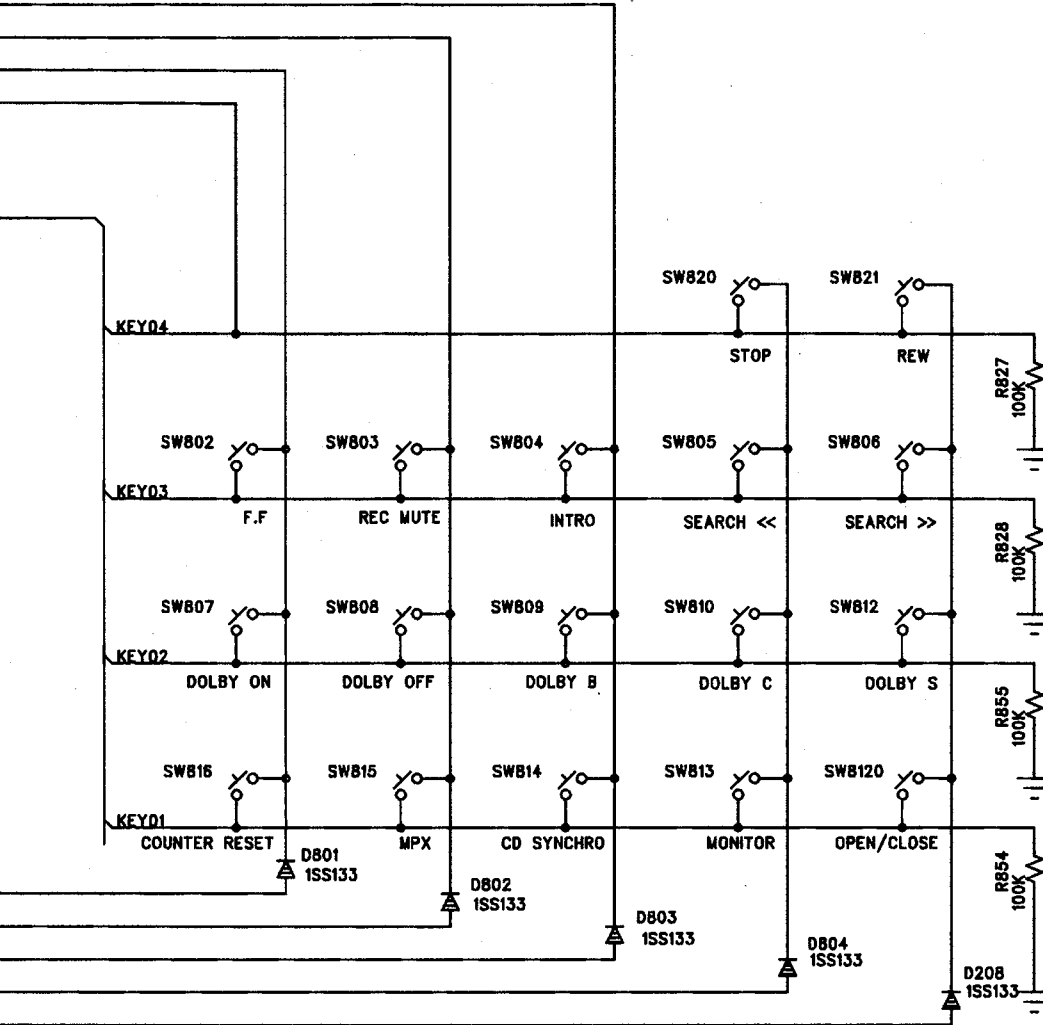 SW820 SW821
KEY04
STOP REW
R827
100K
SW802 SW803 SW804 SW805 SW806
KEY03
F.F REC MUTE INTRO SEARCH << SEARCH >>
R828
100K
SW807 SW808 SW809 SW810 SW812
KEY02
DOLBY ON DOLBY OFF DOLBY B DOLBY C DOLBY S
R855
100K
SW816 SW815 SW814 SW813 SW8120
KEY01
COUNTER RESET MPX CD SYNCHRO MONITOR OPEN/CLOSE
R854
100K
D801
1SS133
D802
1SS133
D803
1SS133
D804
1SS133
D208
1SS133